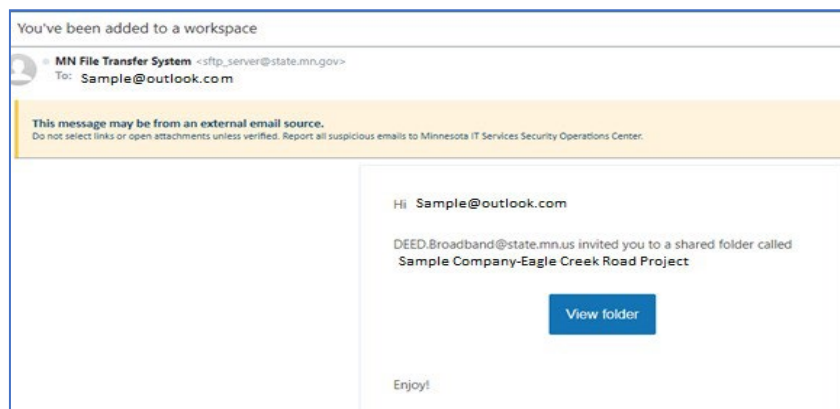 You've been added to a workspace
MN File Transfer System <sftp_server@state.mn.gov>
To: Sample@outlook.com
This message may be from an external email source.
Do not select links or open attachments unless verified. Report all suspicious emails to Minnesota IT Services Security Operations Center.
Hi Sample@outlook.com
DEED.Broadband@state.mn.us invited you to a shared folder called
Sample Company-Eagle Creek Road Project
View folder
Enjoy!